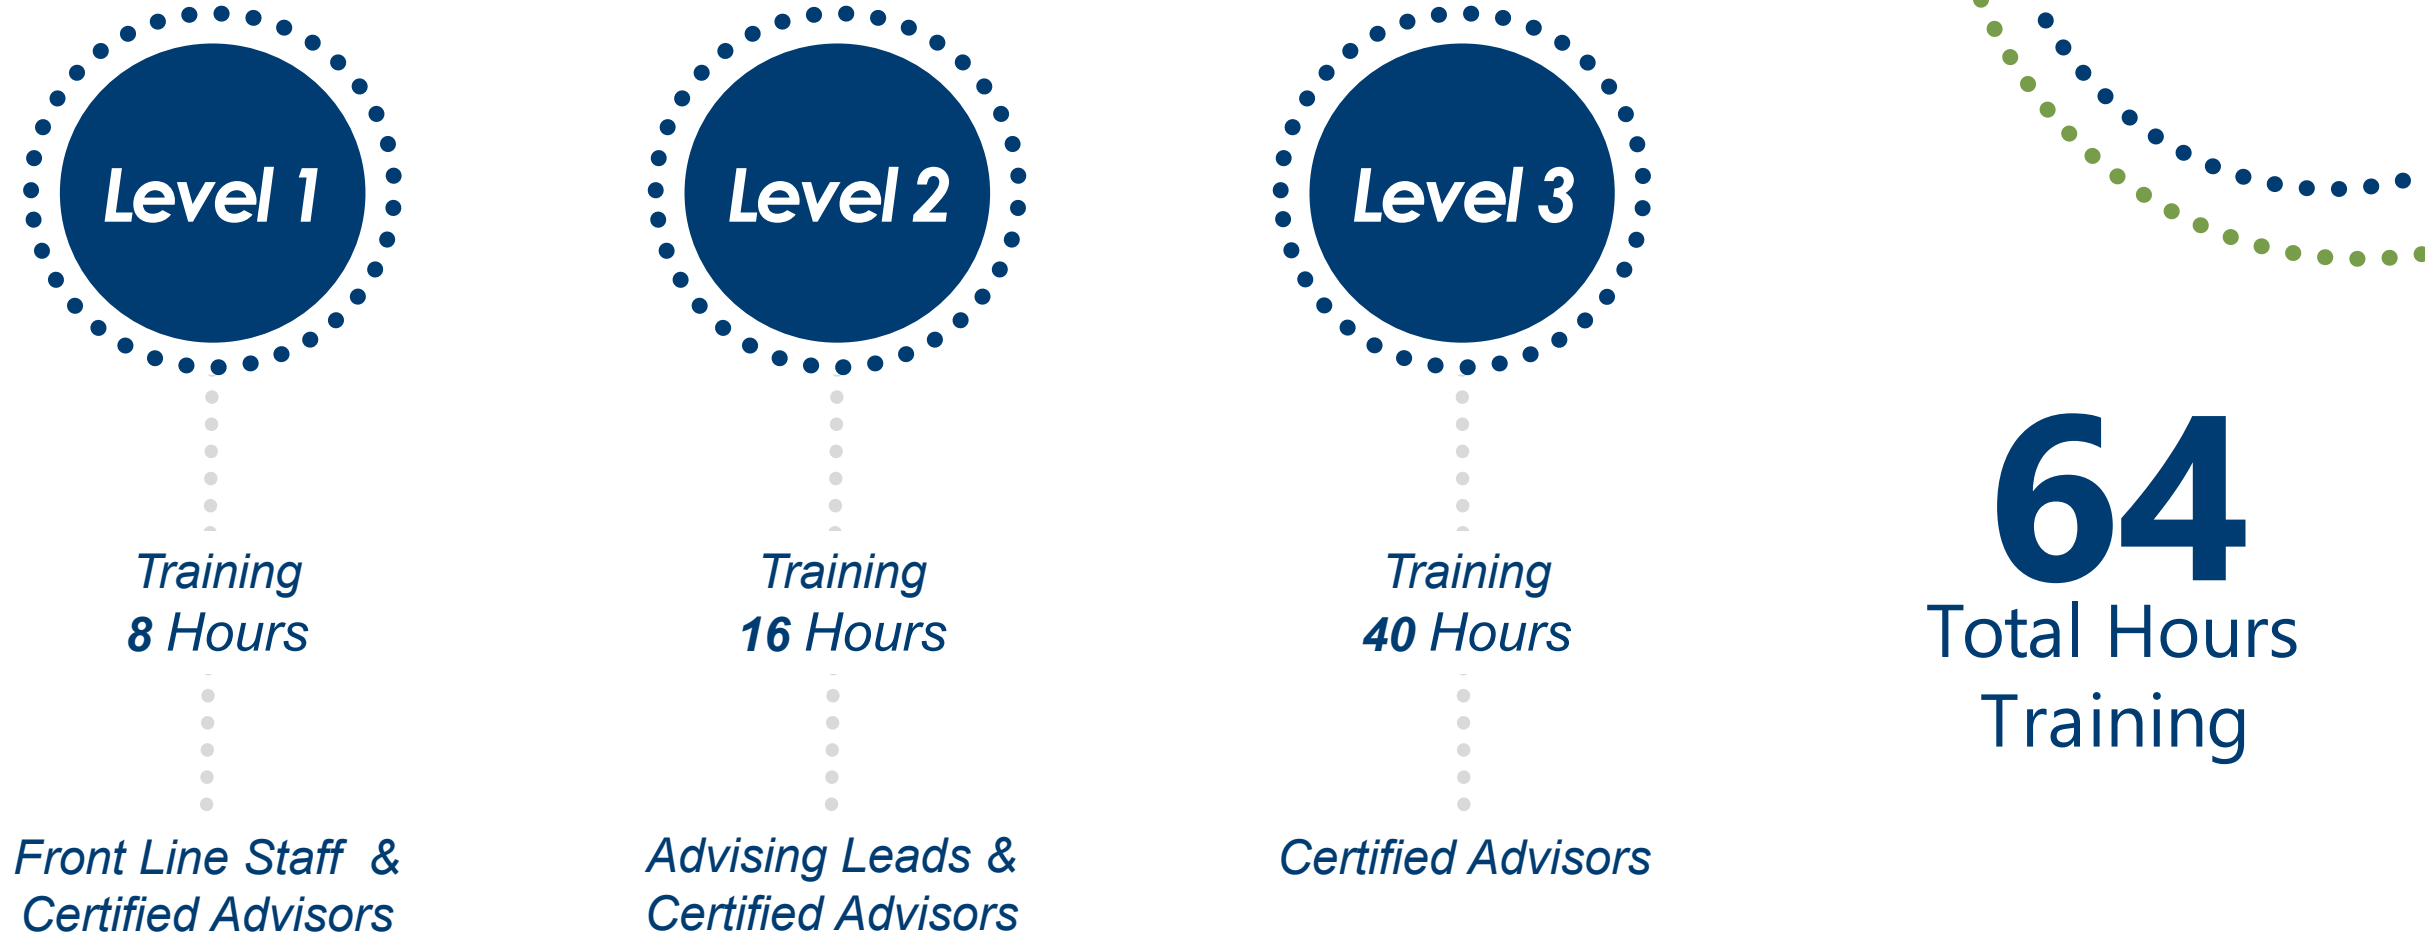 Level 1
Training
8 Hours
Front Line Staff &
Certified Advisors
Level 2
Training
16 Hours
Advising Leads &
Certified Advisors
Level 3
Training
40 Hours
Certified Advisors
64
Total Hours
Training